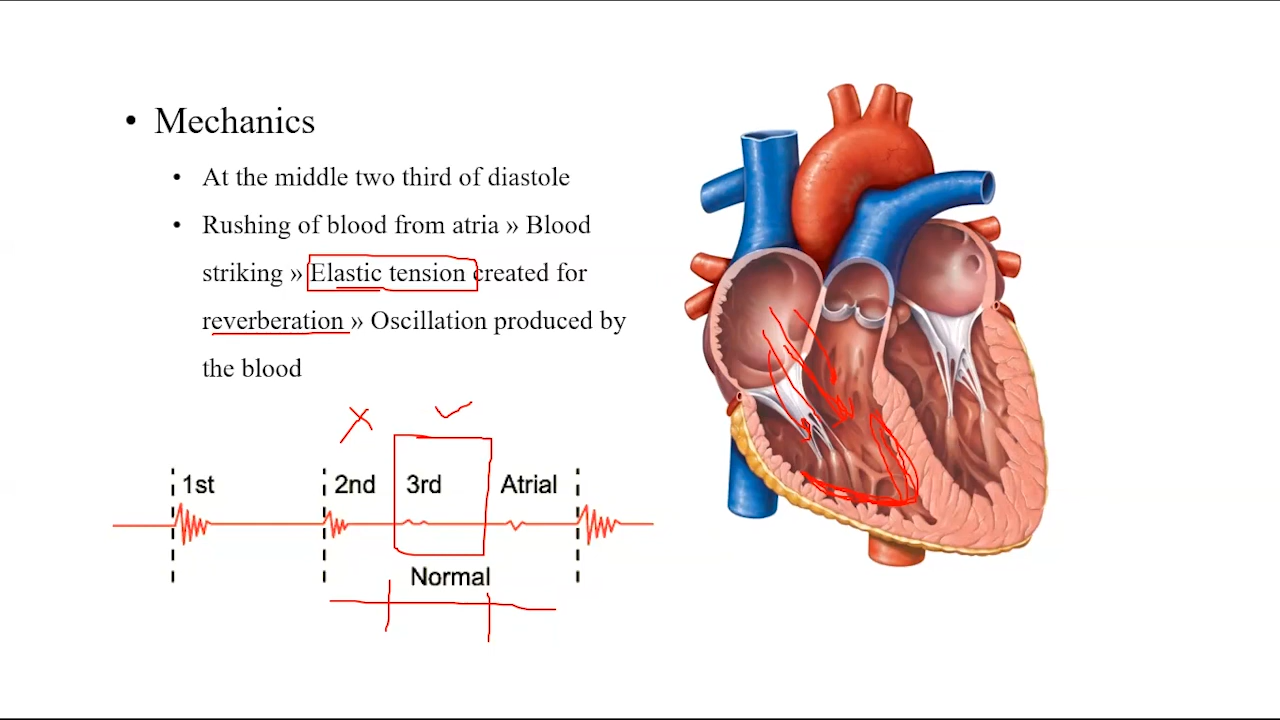 • Mechanics
• At the middle two third of diastole
• Rushing of blood from atria » Blood
striking » Elastic tension created for
reverberation » Oscillation produced by
the blood
1st 2nd 3rd Atrial
Normal